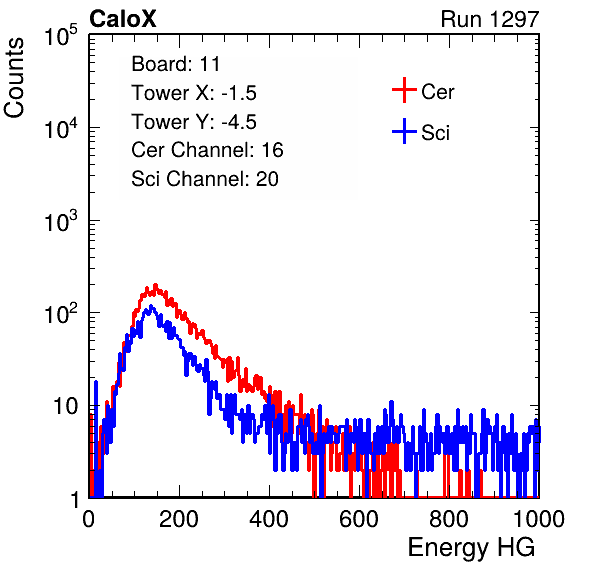 CaloX
Run 1297
Counts
10^5
10^4
10^3
10^2
10
1
Board: 11
Tower X: -1.5
Tower Y: -4.5
Cer Channel: 16
Sci Channel: 20
Cer
Sci
0 200 400 600 800 1000
Energy HG